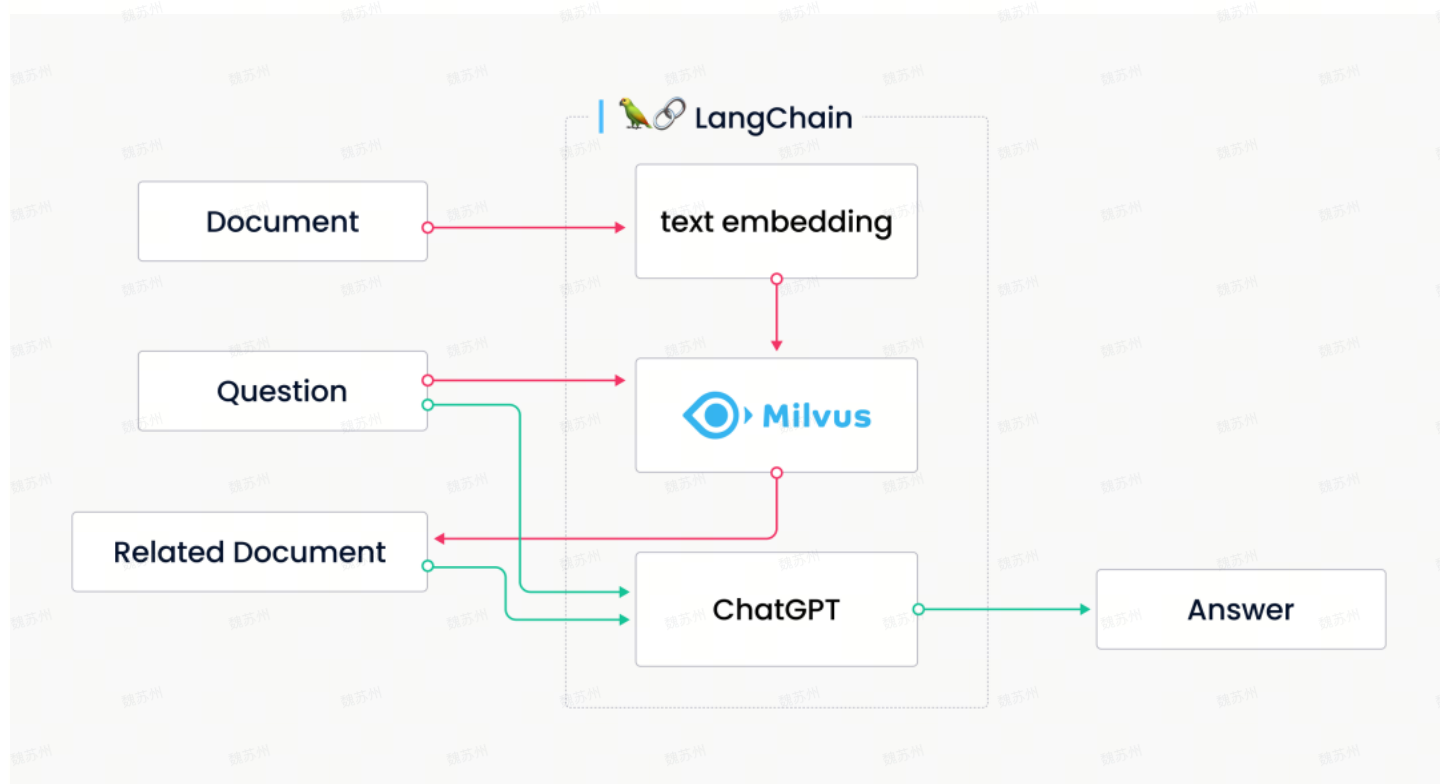 LangChain
Document
text embedding
Question
Milvus
Related Document
ChatGPT
Answer
魏苏州